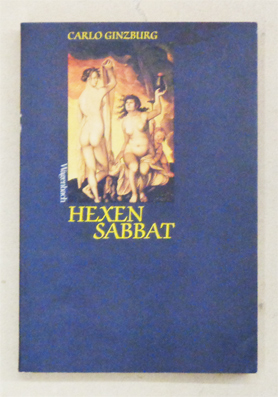 CARLO GINZBURG
Wagenbach
HEXEN
SABBAT